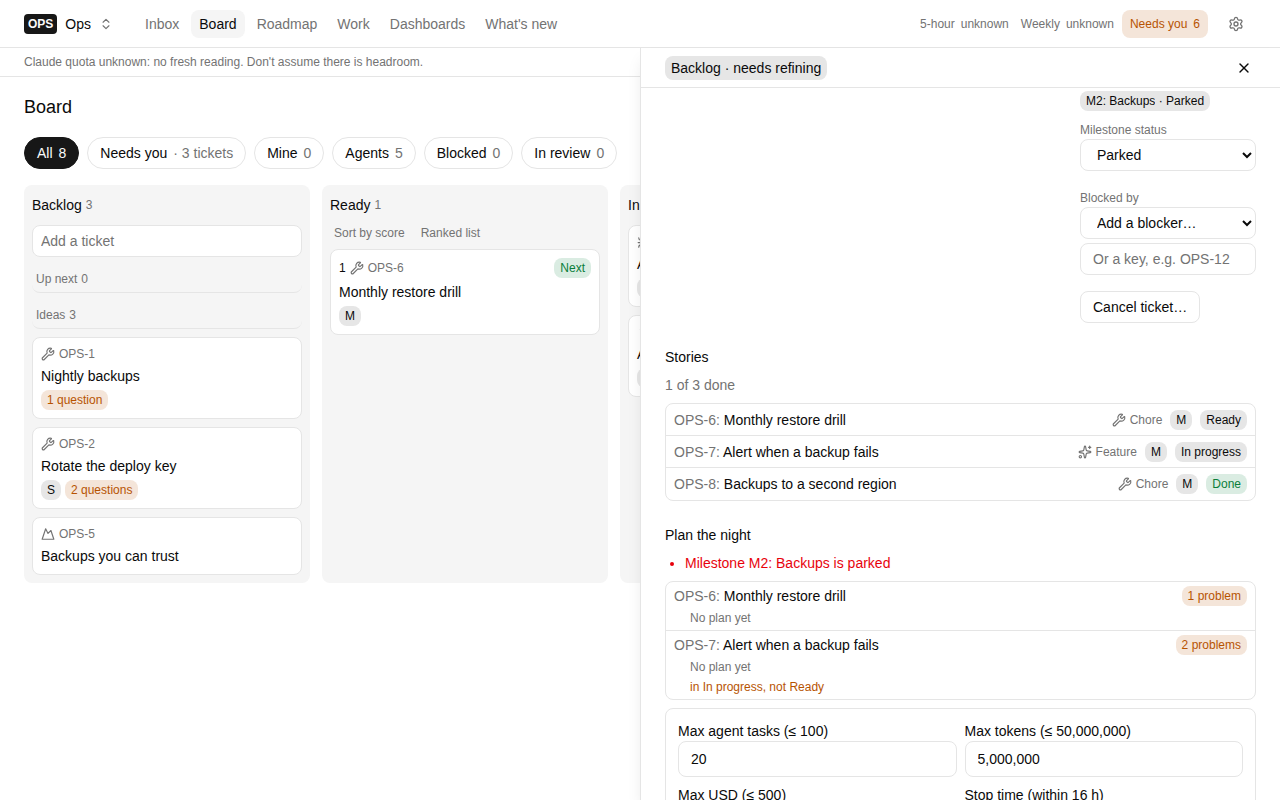 OPS Ops Inbox Board Roadmap Work Dashboards What's new 5-hour unknown Weekly unknown Needs you 6
Claude quota unknown: no fresh reading. Don't assume there is headroom.
Board
All 8 Needs you · 3 tickets Mine 0 Agents 5 Blocked 0 In review 0
Backlog 3
Add a ticket
Up next 0
Ideas 3
OPS-1
Nightly backups
1 question
OPS-2
Rotate the deploy key
S 2 questions
OPS-5
Backups you can trust
Ready 1
Sort by score Ranked list
1 OPS-6 Next
Monthly restore drill
M
In
Backlog · needs refining
M2: Backups · Parked
Milestone status
Parked
Blocked by
Add a blocker…
Or a key, e.g. OPS-12
Cancel ticket…
Stories
1 of 3 done
OPS-6: Monthly restore drill Chore M Ready
OPS-7: Alert when a backup fails Feature M In progress
OPS-8: Backups to a second region Chore M Done
Plan the night
• Milestone M2: Backups is parked
OPS-6: Monthly restore drill 1 problem
No plan yet
OPS-7: Alert when a backup fails 2 problems
No plan yet
in In progress, not Ready
Max agent tasks (≤ 100) Max tokens (≤ 50,000,000)
20 5,000,000
Max USD (≤ 500) Stop time (within 16 h)